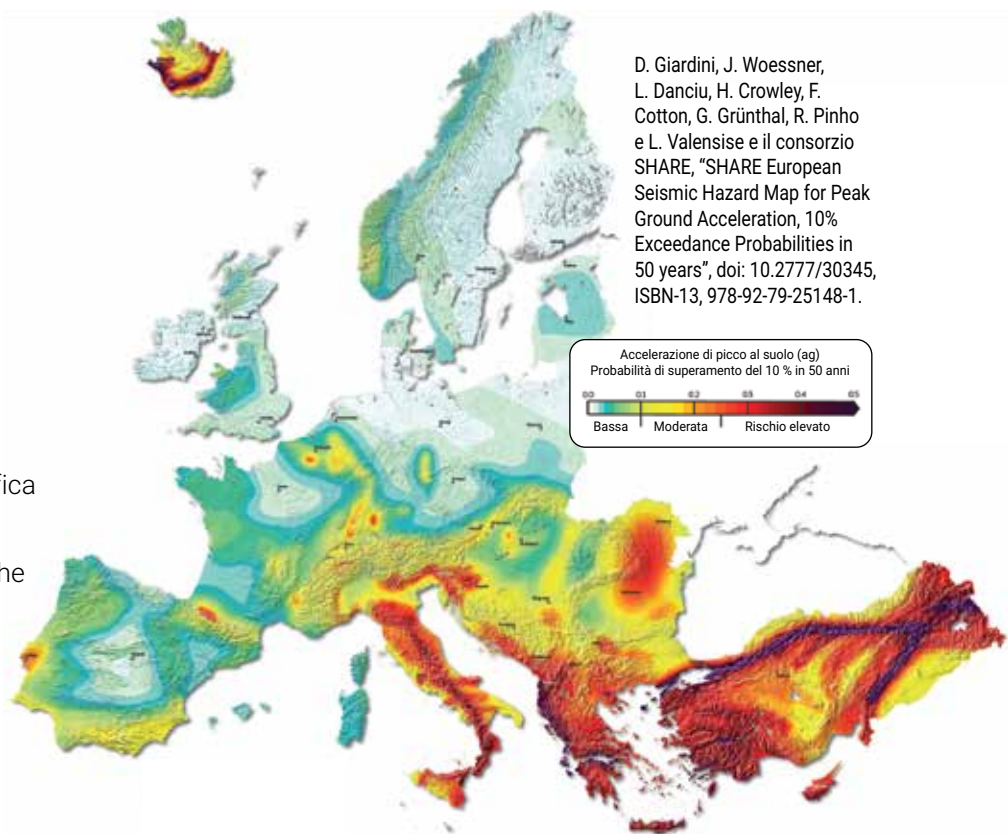 D. Giardini, J. Woessner,
L. Danciu, H. Crowley, F.
Cotton, G. Grünthal, R. Pinho
e L. Valensise e il consorzio
SHARE, “SHARE European
Seismic Hazard Map for Peak
Ground Acceleration, 10%
Exceedance Probabilities in
50 years”, doi: 10.2777/30345,
ISBN-13, 978-92-79-25148-1.
Accelerazione di picco al suolo (ag)
Probabilità di superamento del 10 % in 50 anni
0.0 0.1 0.2 0.3 0.4 0.5
Bassa Moderata Rischio elevato
fica
he